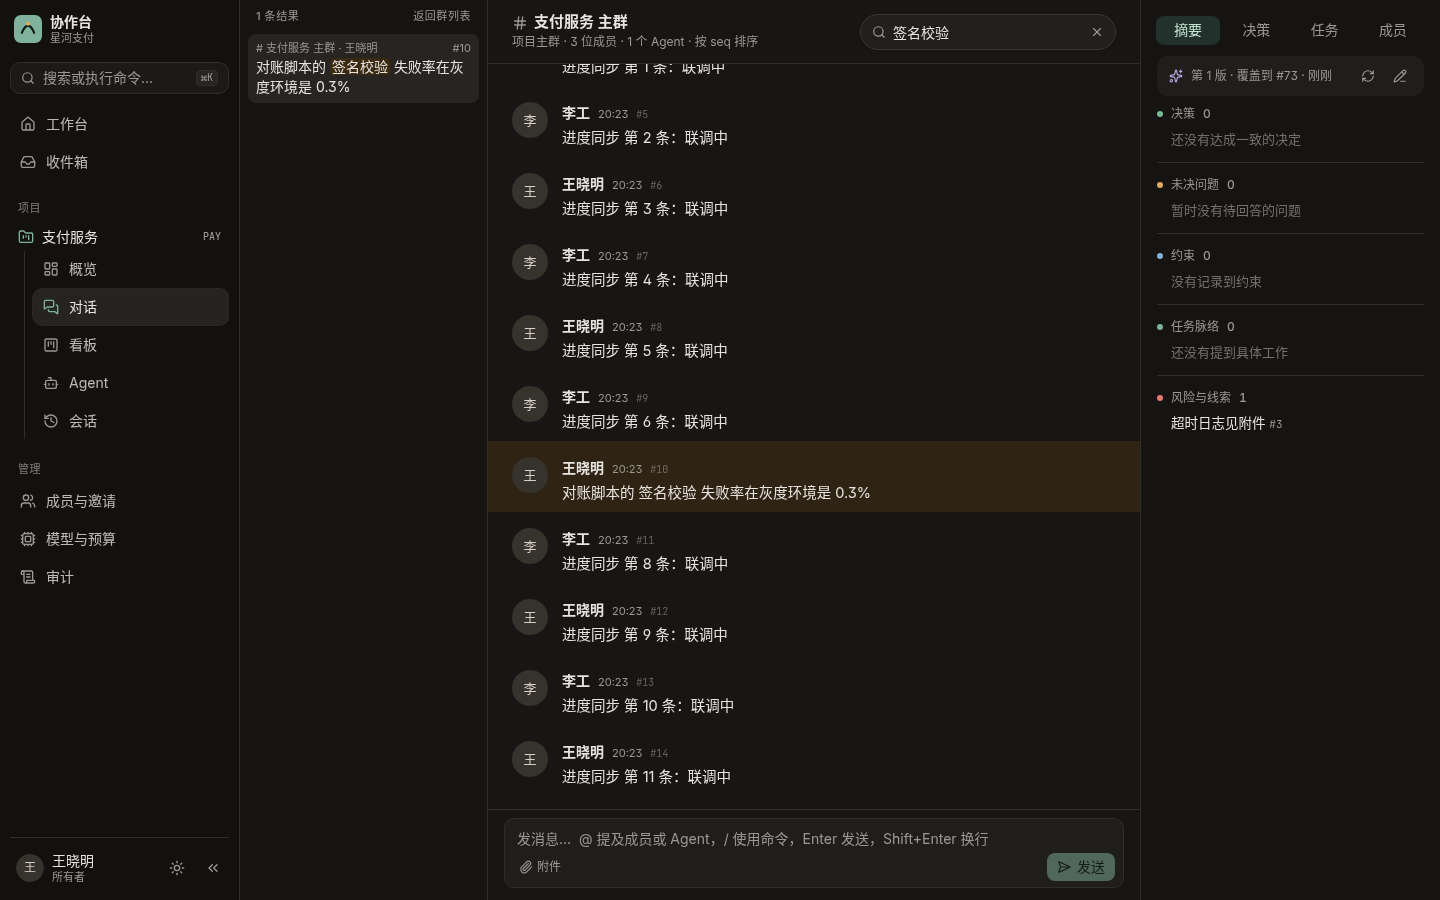 协作台
星河支付
搜索或执行命令... ⌘K
工作台
收件箱
项目
支付服务 PAY
概览
对话
看板
Agent
会话
管理
成员与邀请
模型与预算
审计
王
王晓明
所有者
1 条结果 返回群列表
# 支付服务 主群 · 王晓明 #10
对账脚本的 签名校验 失败率在灰
度环境是 0.3%
支付服务 主群
项目主群 · 3 位成员 · 1 个 Agent · 按 seq 排序
签名校验
进度同步 第 1 条：联调中
李
李工 20:23 #5
进度同步 第 2 条：联调中
王
王晓明 20:23 #6
进度同步 第 3 条：联调中
李
李工 20:23 #7
进度同步 第 4 条：联调中
王
王晓明 20:23 #8
进度同步 第 5 条：联调中
李
李工 20:23 #9
进度同步 第 6 条：联调中
王
王晓明 20:23 #10
对账脚本的 签名校验 失败率在灰度环境是 0.3%
李
李工 20:23 #11
进度同步 第 8 条：联调中
王
王晓明 20:23 #12
进度同步 第 9 条：联调中
李
李工 20:23 #13
进度同步 第 10 条：联调中
王
王晓明 20:23 #14
进度同步 第 11 条：联调中
发消息... @ 提及成员或 Agent，/ 使用命令，Enter 发送，Shift+Enter 换行
附件
发送
摘要 决策 任务 成员
第 1 版 · 覆盖到 #73 · 刚刚
决策 0
还没有达成一致的决定
未决问题 0
暂时没有待回答的问题
约束 0
没有记录到约束
任务脉络 0
还没有提到具体工作
风险与线索 1
超时日志见附件 #3